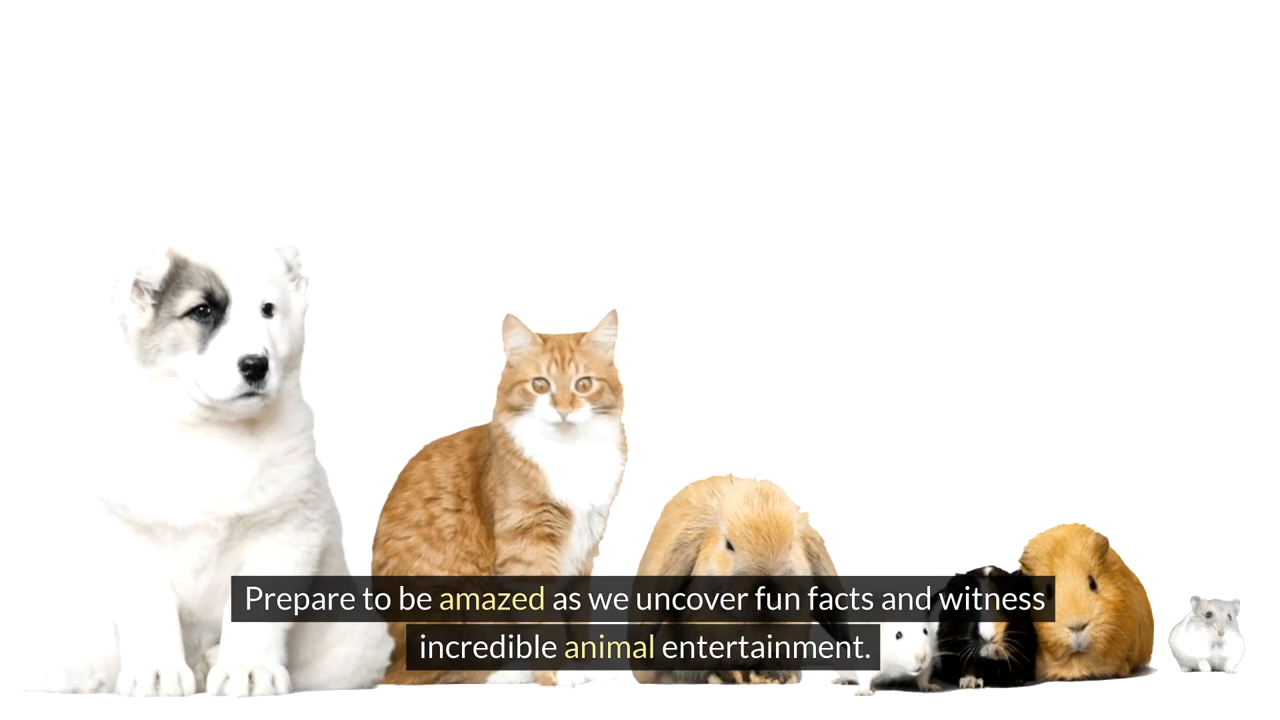 Prepare to be amazed as we uncover fun facts and witness
incredible animal entertainment.